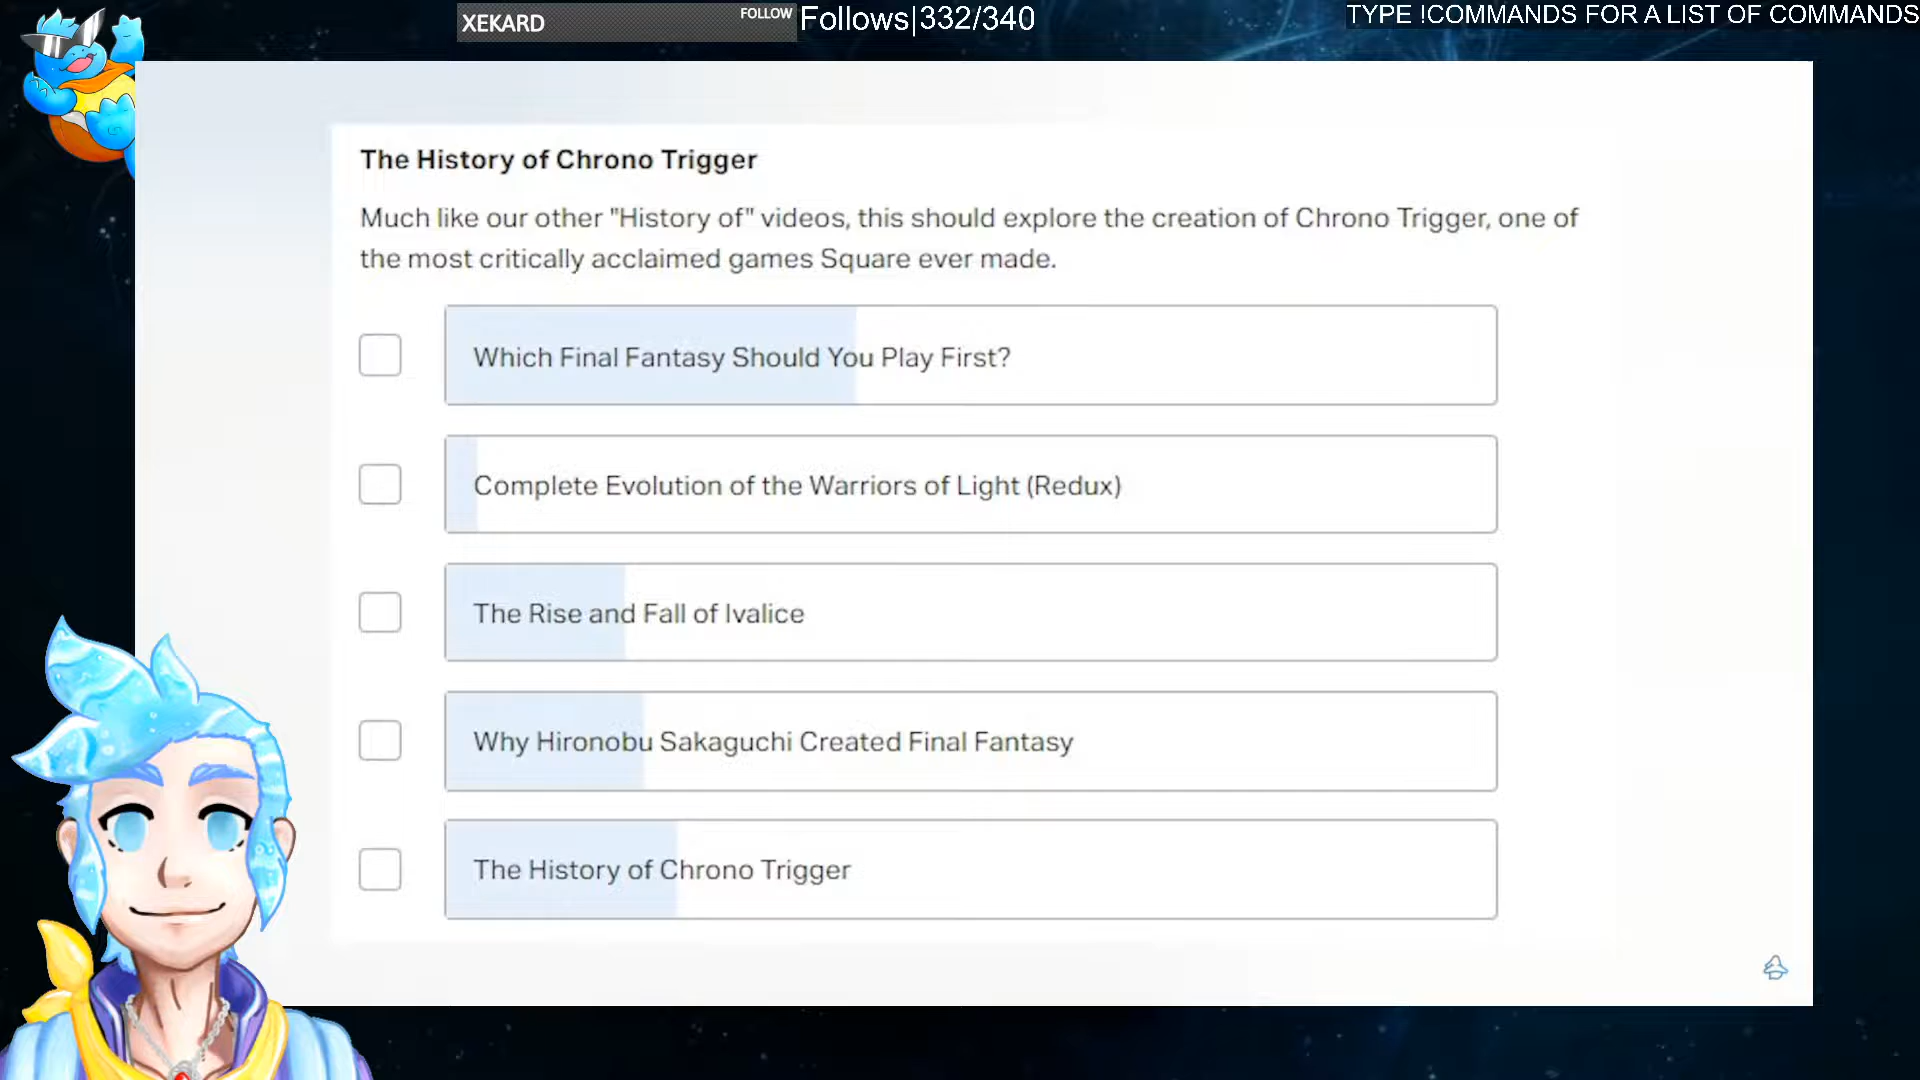 XEKARD
FOLLOW
Follows|332/340
TYPE !COMMANDS FOR A LIST OF COMMANDS
The History of Chrono Trigger
Much like our other "History of" videos, this should explore the creation of Chrono Trigger, one of
the most critically acclaimed games Square ever made.
Which Final Fantasy Should You Play First?
Complete Evolution of the Warriors of Light (Redux)
The Rise and Fall of Ivalice
Why Hironobu Sakaguchi Created Final Fantasy
The History of Chrono Trigger